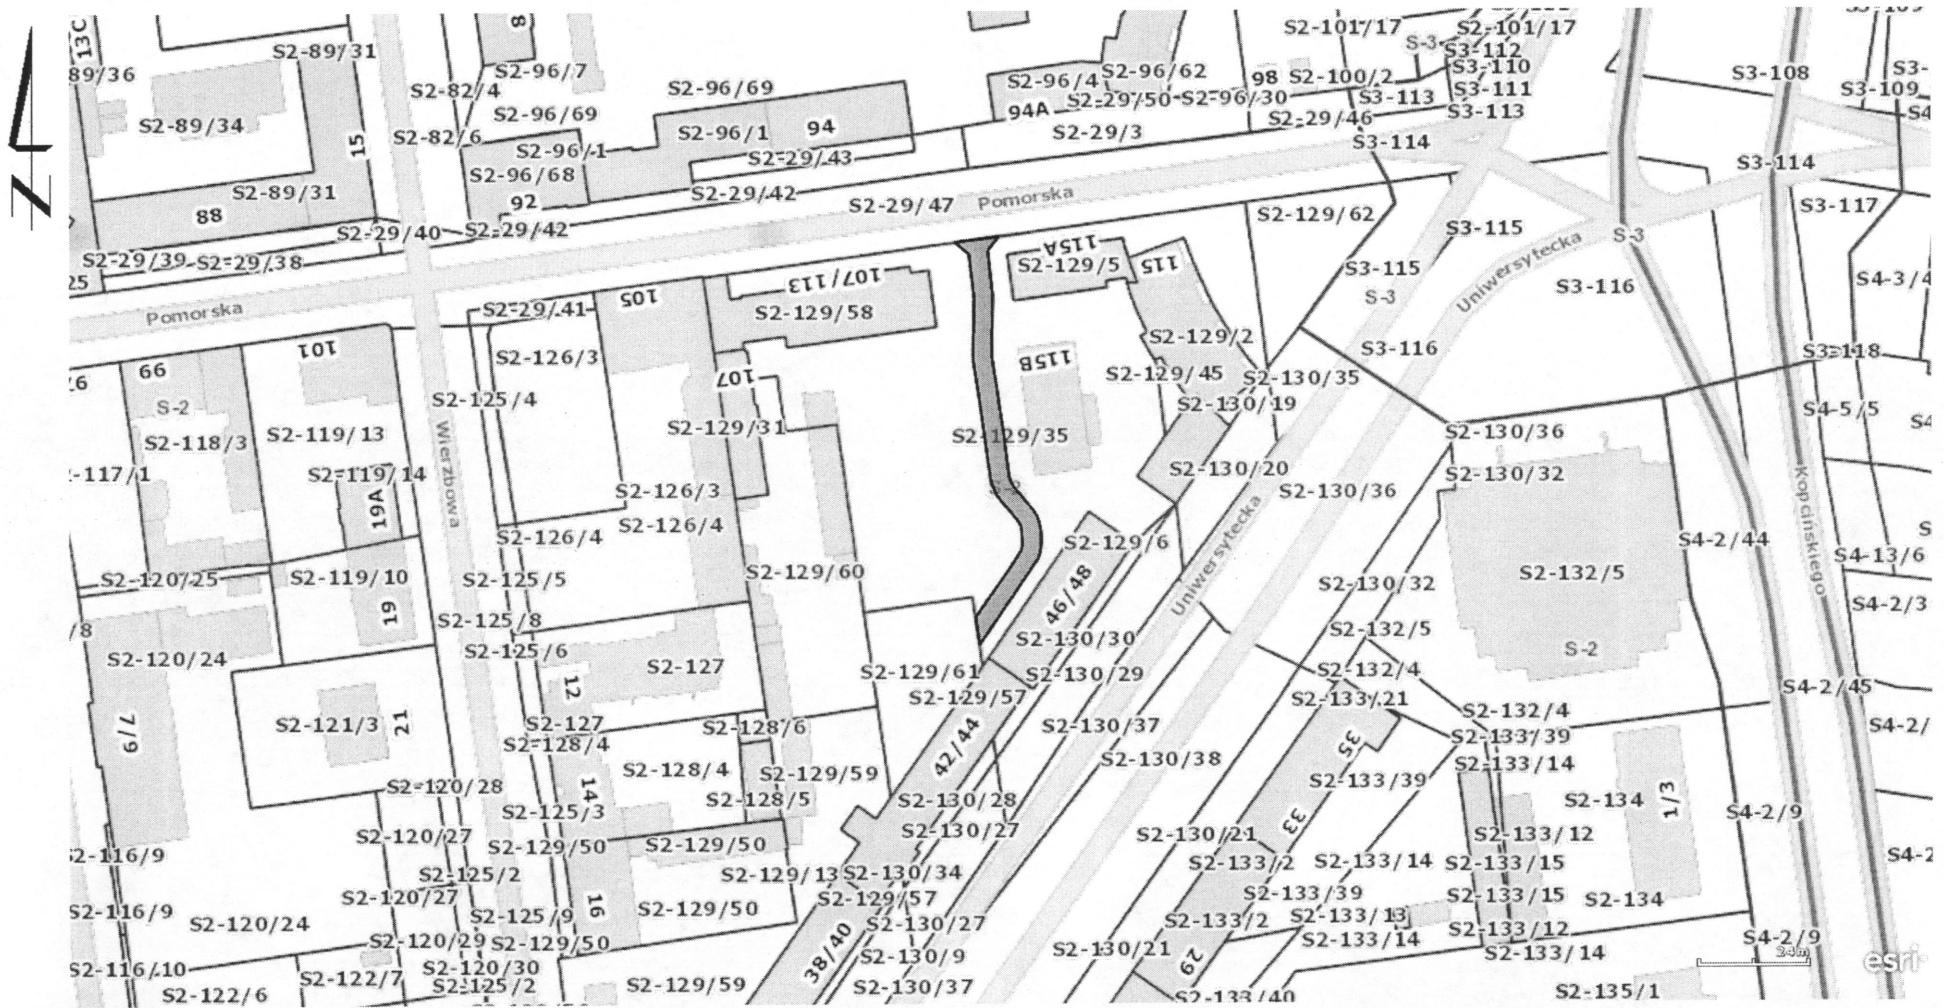 S3-109
13C
S2-89/31
8
S2-101/17
S2-101/17
S-3
S3-112
89/36
S2-96/7
S2-96/4
S2-96/62
98
S2-100/2
S3-110
S3-108
S3-
S2-82/4
S2-96/69
S2-29/50
S2-96/30
S3-113
S3-111
S3-109
S2-89/34
S2-96/69
94A
S2-29/46
S3-113
S4
15
S2-82/6
S2-96/1
94
S2-29/3
S3-114
S2-96/1
S2-29/43
S3-114
S2-96/68
S2-89/31
S2-29/42
Pomorska
S2-29/47
S3-117
88
92
S2-129/62
S2-29/40
S2-29/42
S3-115
S-3
S2-29/39
S2-29/38
115A
S2-129/5
115
S3-115
Uniwersytecka
25
107/113
S-3
S3-116
S4-3/4
Pomorska
S2-29/41
105
S2-129/58
S2-129/2
101
S2-126/3
115B
S3-116
S3-118
99
107
S2-129/45
S2-130/35
S-2
S2-125/4
S2-130/19
S4-5/5
S2-118/3
S2-119/13
S2-129/31
S2-129/35
S2-130/36
S4
-117/1
S2-119/14
Wierzbowa
S2-126/3
S-2
S2-130/20
S2-130/36
S2-130/32
Kopcińskiego
19A
S2-126/4
S2-126/4
S2-129/6
S4-2/44
S4-13/6
S2-120/25
S2-119/10
S2-125/5
S2-129/60
46/48
Uniwersytecka
S2-130/32
S2-132/5
S4-2/3
19
S2-125/8
S2-130/30
S2-132/5
/8
S2-120/24
S2-125/6
S2-127
S2-129/61
S2-130/29
S2-132/4
S-2
12
S2-129/57
S2-133/21
S4-2/45
7/9
S2-121/3
21
S2-127
S2-128/6
S2-130/37
S2-132/4
S4-2/
S2-128/4
42/44
35
S2-133/39
S2-128/4
S2-129/59
S2-130/38
S2-133/14
S2-120/28
14
S2-128/5
S2-130/28
S2-133/39
S2-134
1/3
S4-2/9
S2-120/27
S2-125/3
S2-130/27
S2-130/21
33
S2-133/12
S2-116/9
S2-129/50
S2-129/50
S2-133/2
S2-133/14
S2-133/15
S4-2
S2-125/2
S2-129/13
S2-130/34
S2-120/27
S2-129/57
S2-133/39
S2-133/15
S2-134
S2-116/9
S2-120/24
S2-125/9
16
S2-129/50
S2-130/27
S2-133/2
S2-133/13
S2-133/12
S2-120/29
S2-129/50
38/40
S2-130/9
S2-130/21
S2-133/14
S2-133/14
S4-2/9
S2-116/10
S2-122/7
S2-120/30
29
24m
esri
S2-122/6
S2-125/2
S2-129/59
S2-130/37
S2-133/40
S2-135/1
N